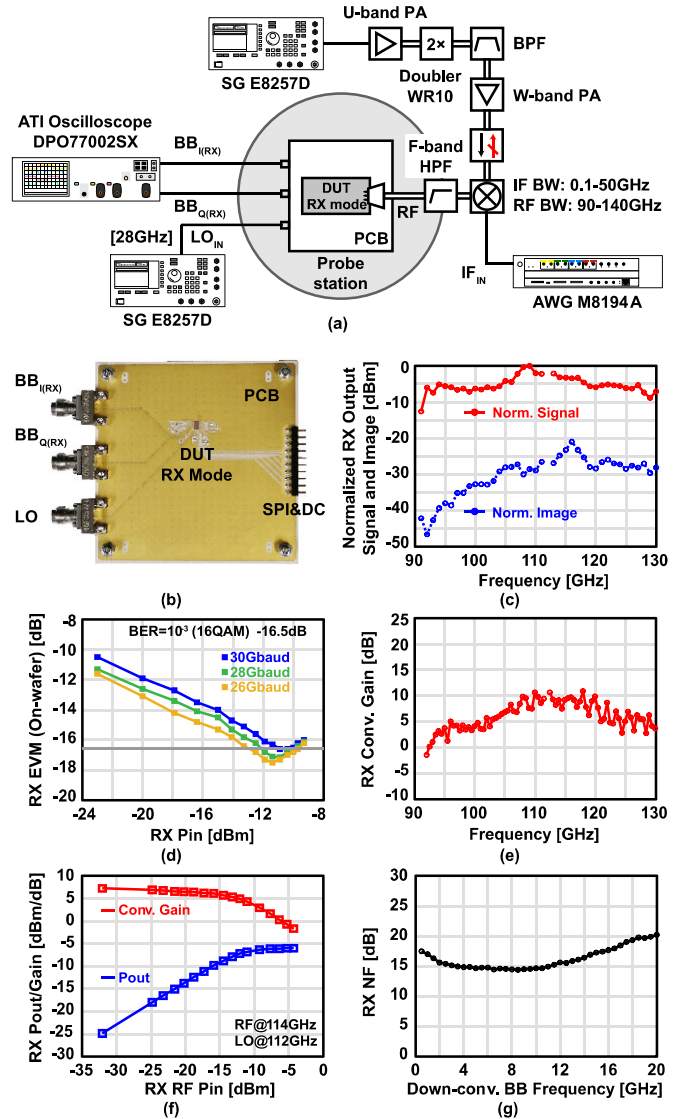 U-band PA
2×
BPF
SG E8257D
Doubler
WR10
W-band PA
ATI Oscilloscope
DPO77002SX
BB_I(RX)
F-band
HPF
DUT
RX mode
RF
IF BW: 0.1-50GHz
RF BW: 90-140GHz
BB_Q(RX)
[28GHz] LO_IN
PCB
Probe
station
IF_IN
SG E8257D
AWG M8194A
(a)
BB_I(RX)
PCB
BB_Q(RX)
DUT
RX Mode
LO
SPI&DC
(b)
Normalized RX Output
Signal and Image [dBm]
0
-10
-20
-30
-40
-50
Norm. Signal
Norm. Image
90 100 110 120 130
Frequency [GHz]
(c)
RX EVM (On-wafer) [dB]
-8
-10
-12
-14
-16
-18
-20
BER=10⁻³ (16QAM) -16.5dB
30Gbaud
28Gbaud
26Gbaud
-24 -20 -16 -12 -8
RX Pin [dBm]
(d)
RX Conv. Gain [dB]
25
20
15
10
5
0
-5
-10
90 100 110 120 130
Frequency [GHz]
(e)
RX Pout/Gain [dBm/dB]
10
5
0
-5
-10
-15
-20
-25
-30
-35
Conv. Gain
Pout
RF@114GHz
LO@112GHz
-35 -30 -25 -20 -15 -10 -5 0
RX RF Pin [dBm]
(f)
RX NF [dB]
30
25
20
15
10
5
0
0 4 8 12 16 20
Down-conv. BB Frequency [GHz]
(g)